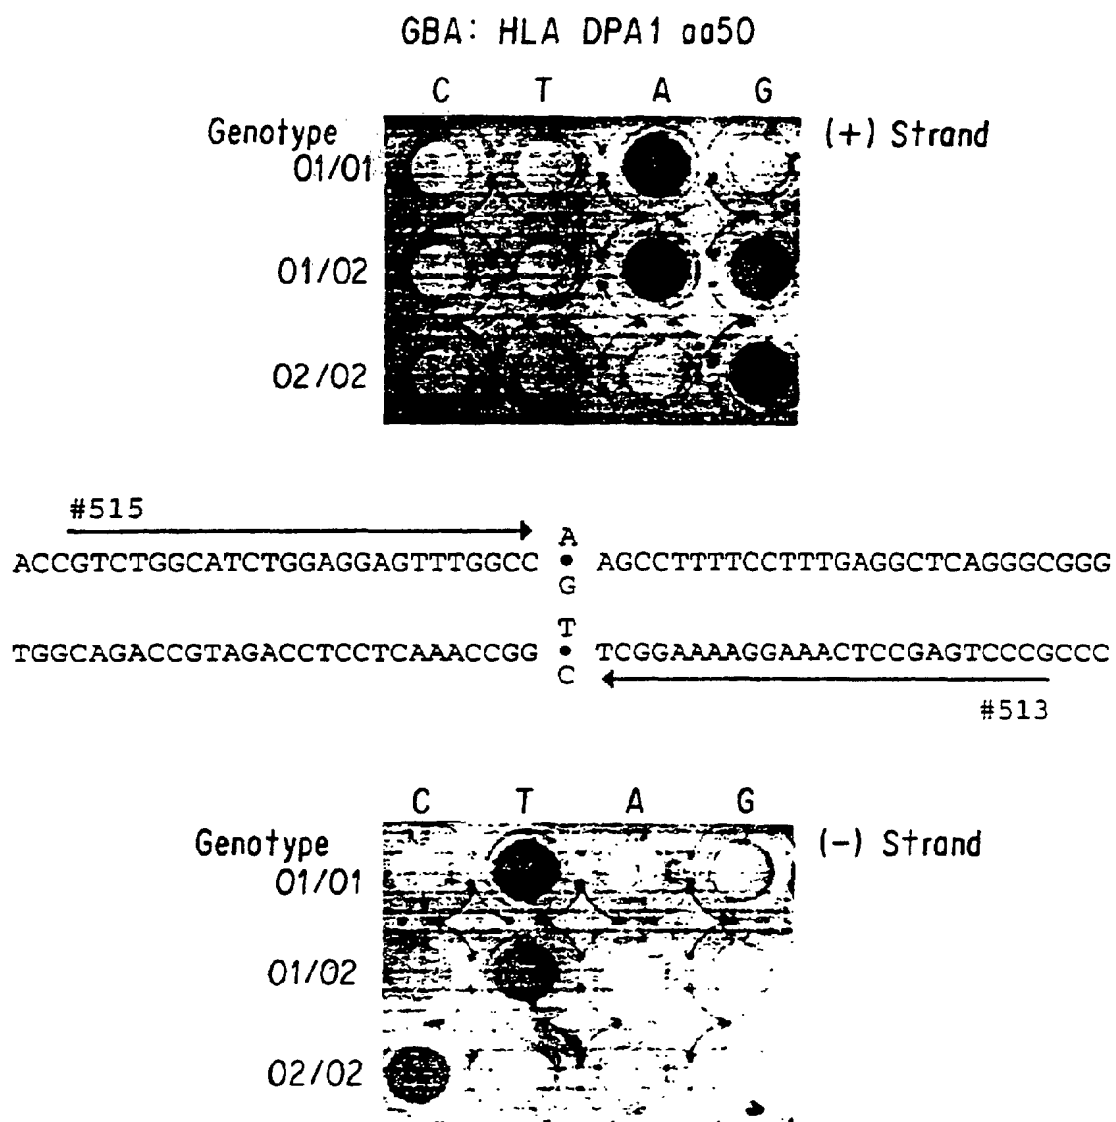 GBA: HLA DPA1 aa50
C T A G
Genotype (+) Strand
01/01
01/02
02/02
#515
A
ACCGTCTGGCATCTGGAGGAGTTTGGCC • AGCCTTTTCCTTTGAGGCTCAGGGCGGG
G
T
TGGCAGACCGTAGACCTCCTCAAACCGG • TCGGAAAAGGAAACTCCGAGTCCCGCCC
C
#513
C T A G
Genotype (-) Strand
01/01
01/02
02/02